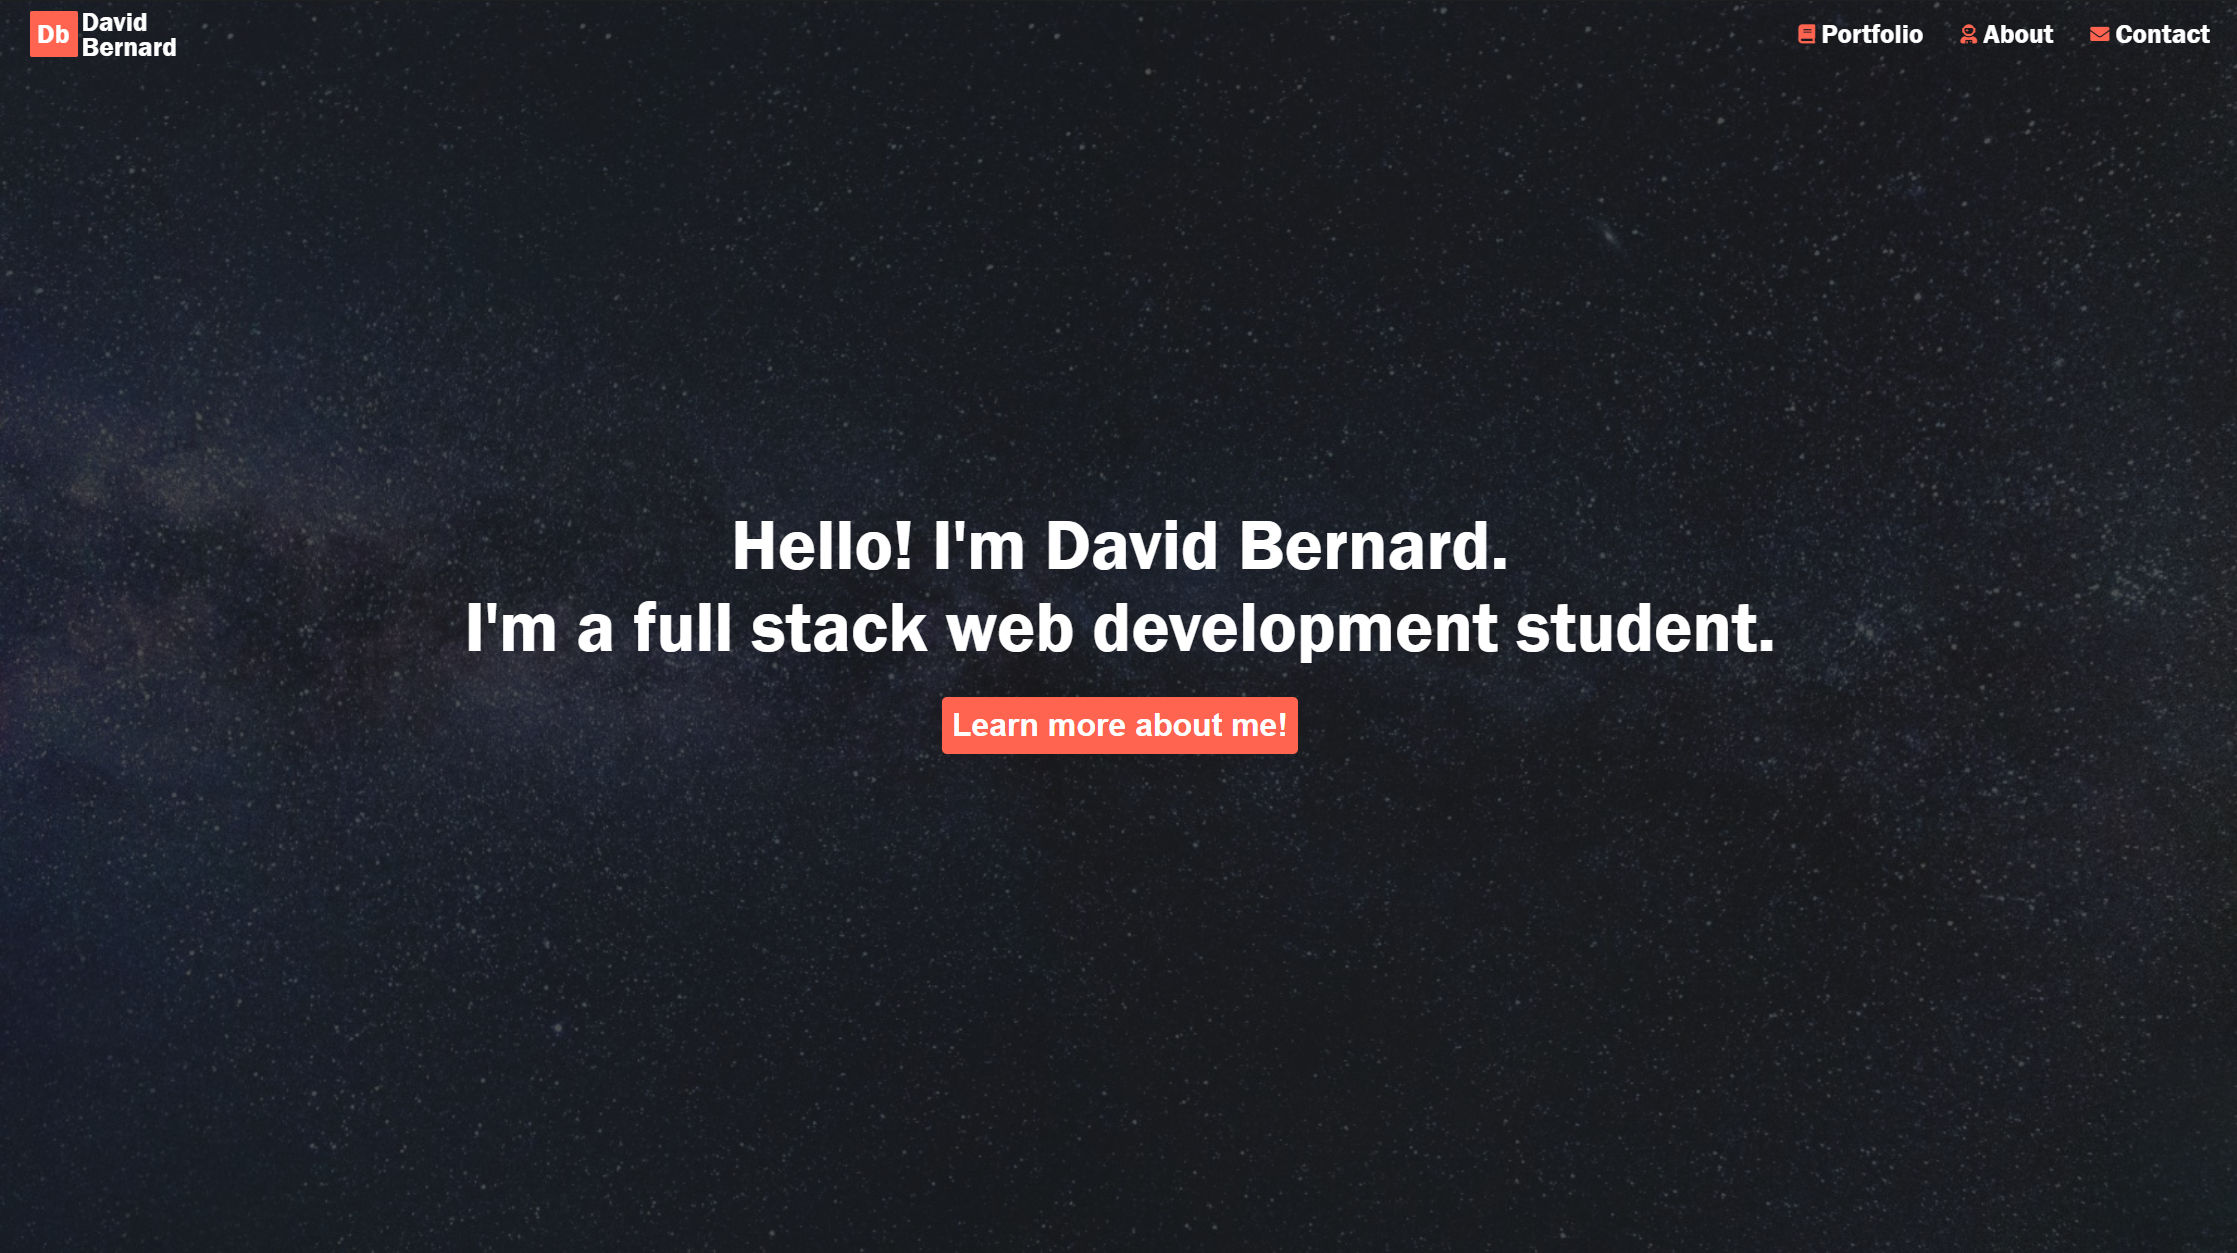 Db
David
Bernard
Portfolio
About
Contact
Hello! I'm David Bernard.
I'm a full stack web development student.
Learn more about me!